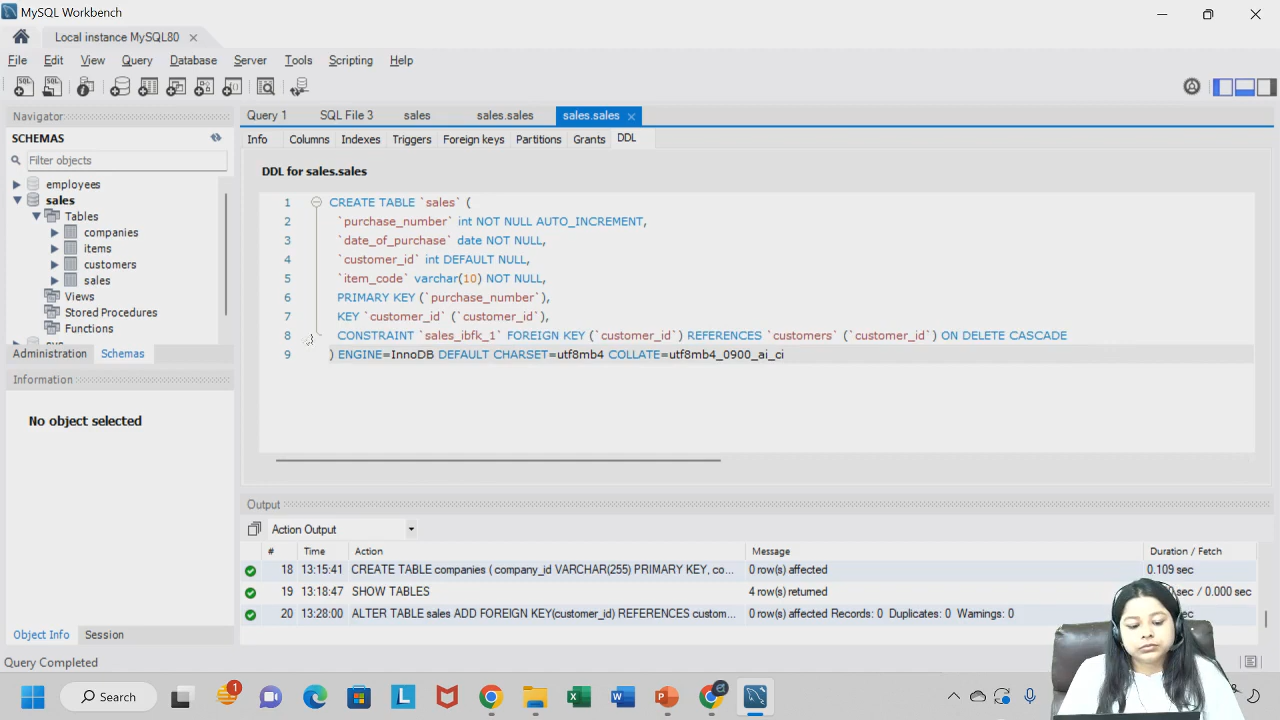 MySQL Workbench
Local instance MySQL80
File Edit View Query Database Server Tools Scripting Help
Navigator
SCHEMAS
Filter objects
employees
sales
Tables
companies
items
customers
sales
Views
Stored Procedures
Functions
Administration Schemas
Information
No object selected
Object Info Session
Query Completed
Query 1 SQL File 3 sales sales.sales sales.sales
Info Columns Indexes Triggers Foreign keys Partitions Grants DDL
DDL for sales.sales
1 CREATE TABLE `sales` (
2 `purchase_number` int NOT NULL AUTO_INCREMENT,
3 `date_of_purchase` date NOT NULL,
4 `customer_id` int DEFAULT NULL,
5 `item_code` varchar(10) NOT NULL,
6 PRIMARY KEY (`purchase_number`),
7 KEY `customer_id` (`customer_id`),
8 CONSTRAINT `sales_ibfk_1` FOREIGN KEY (`customer_id`) REFERENCES `customers` (`customer_id`) ON DELETE CASCADE
9 ) ENGINE=InnoDB DEFAULT CHARSET=utf8mb4 COLLATE=utf8mb4_0900_ai_ci
Output
Action Output
# Time Action Message Duration / Fetch
18 13:15:41 CREATE TABLE companies ( company_id VARCHAR(255) PRIMARY KEY, co... 0 row(s) affected 0.109 sec
19 13:18:47 SHOW TABLES 4 row(s) returned sec / 0.000 sec
20 13:28:00 ALTER TABLE sales ADD FOREIGN KEY(customer_id) REFERENCES custom... 0 row(s) affected Records: 0 Duplicates: 0 Warnings: 0
Search